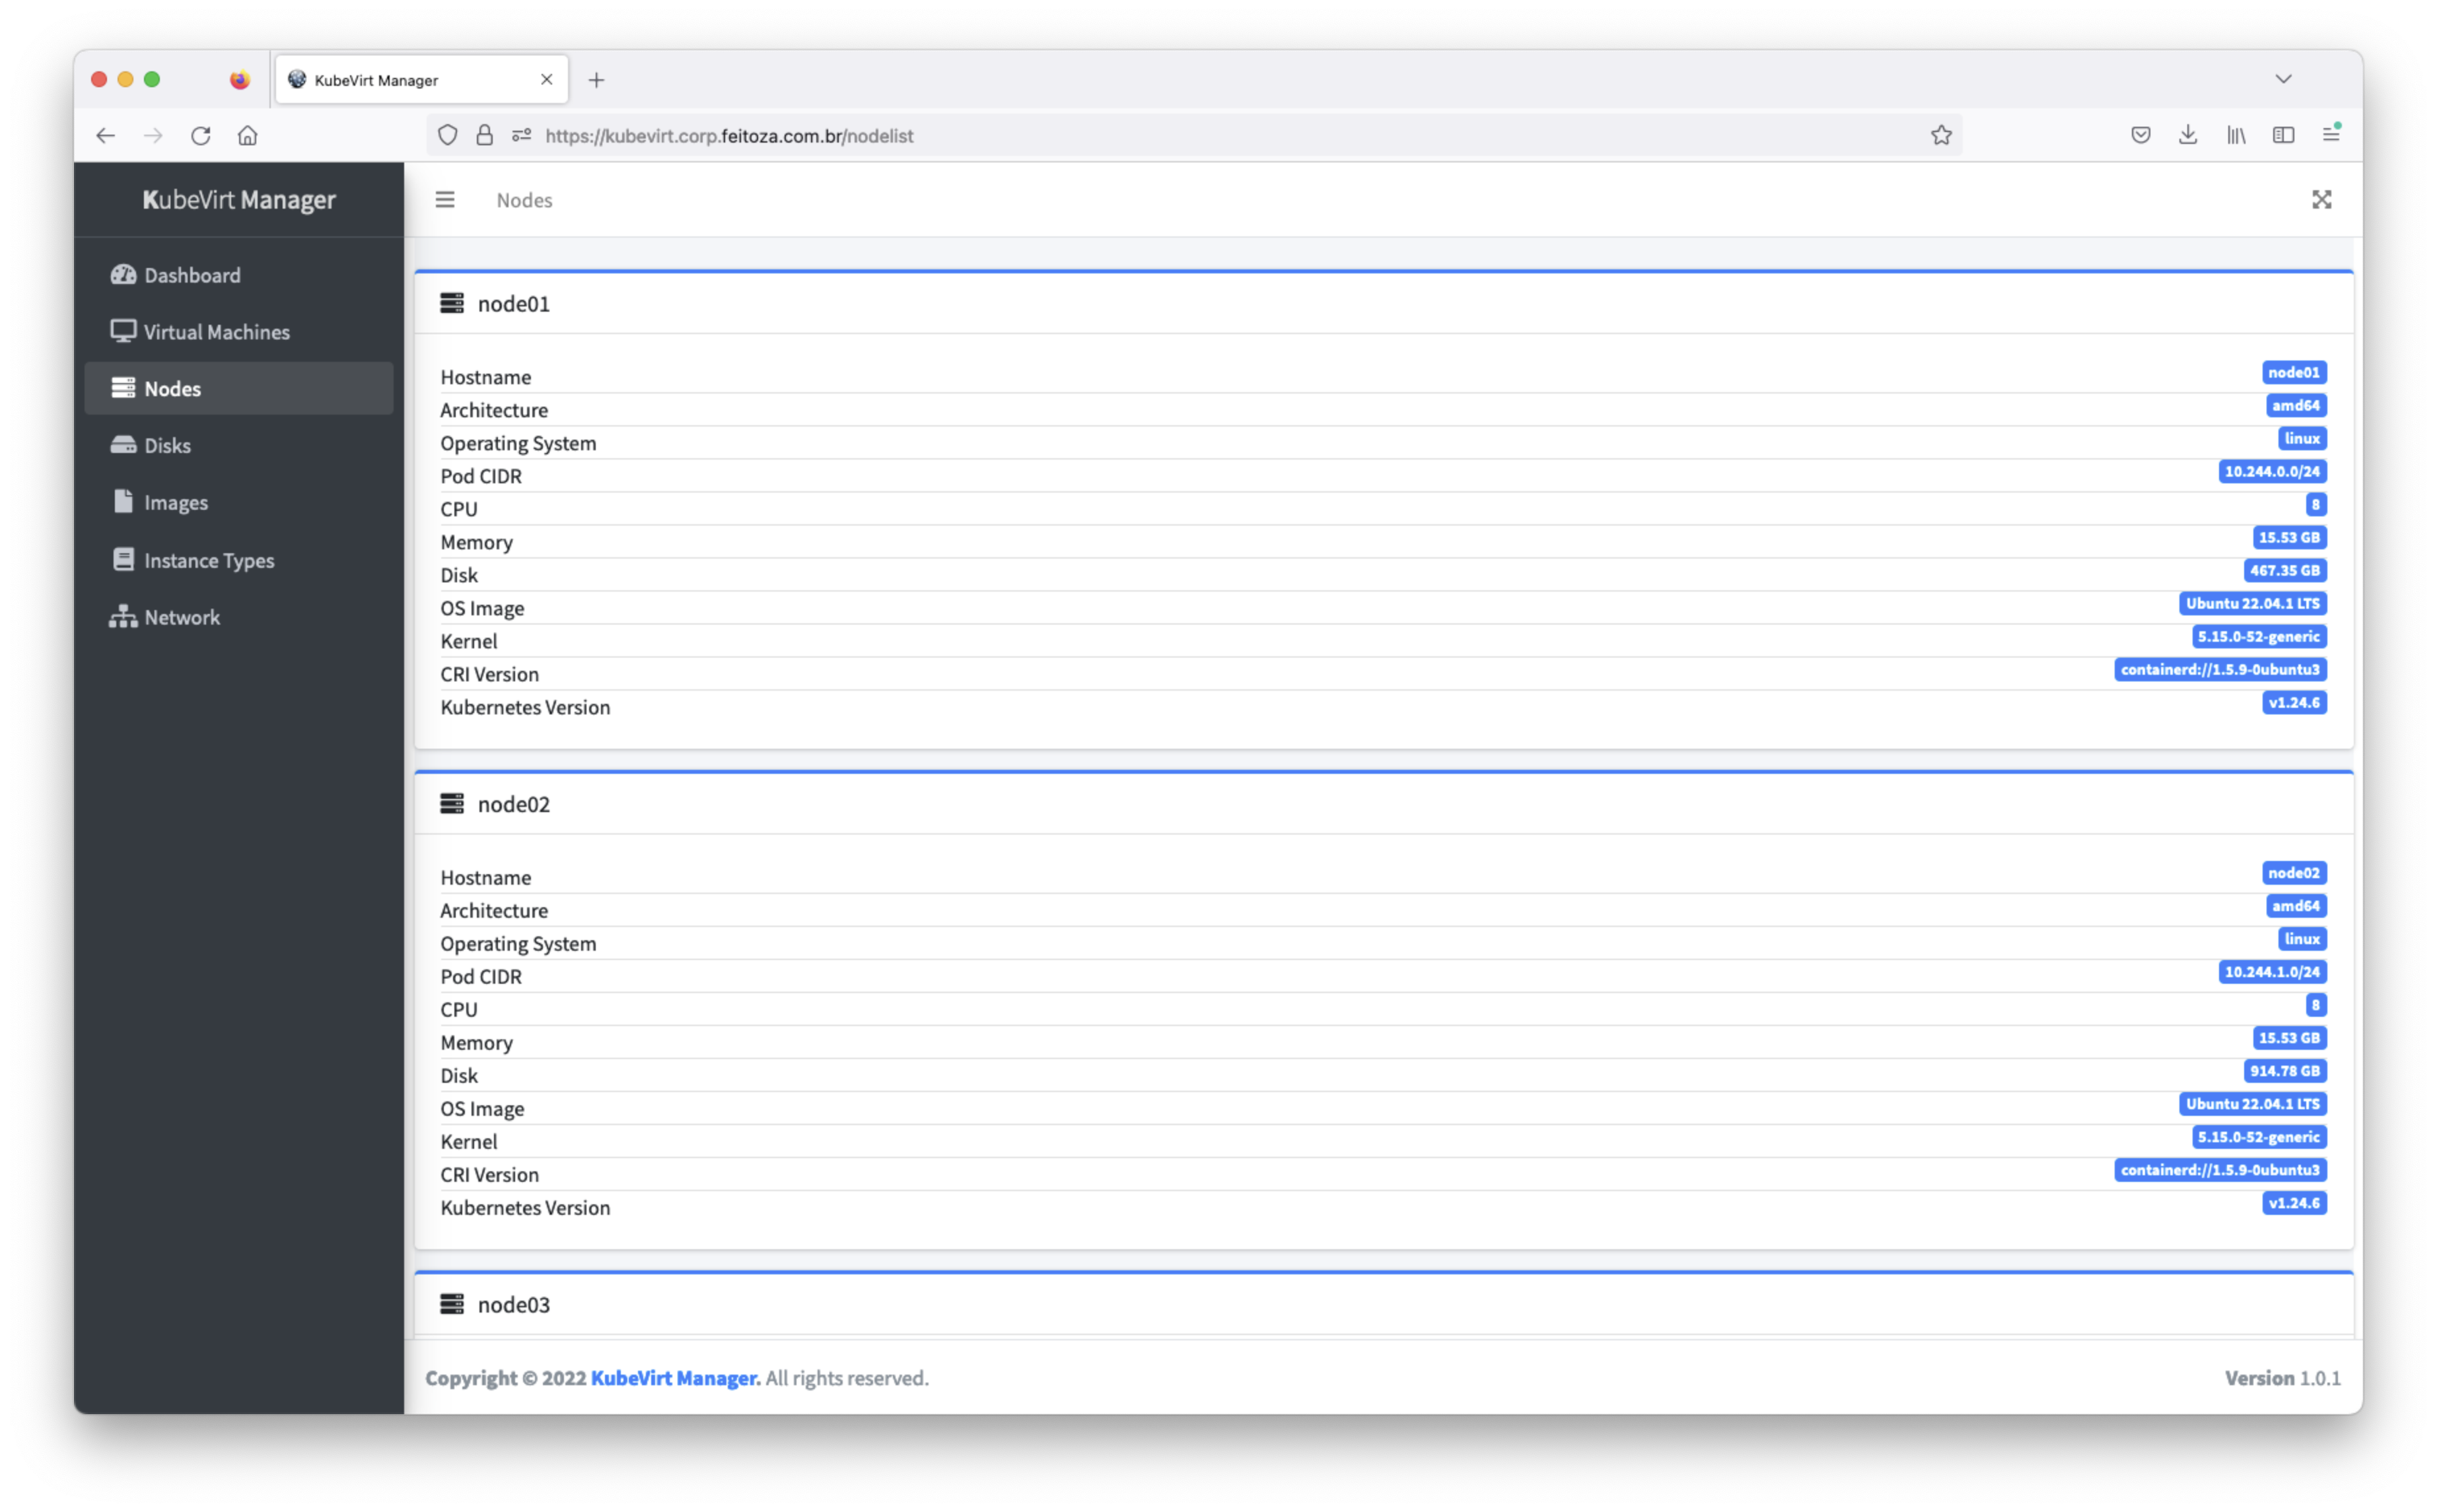 KubeVirt Manager
https://kubevirt.corp.feitoza.com.br/nodelist
KubeVirt Manager
Nodes
Dashboard
Virtual Machines
Nodes
Disks
Images
Instance Types
Network
node01
Hostname node01
Architecture amd64
Operating System linux
Pod CIDR 10.244.0.0/24
CPU 8
Memory 15.53 GB
Disk 467.35 GB
OS Image Ubuntu 22.04.1 LTS
Kernel 5.15.0-52-generic
CRI Version containerd://1.5.9-0ubuntu3
Kubernetes Version v1.24.6
node02
Hostname node02
Architecture amd64
Operating System linux
Pod CIDR 10.244.1.0/24
CPU 8
Memory 15.53 GB
Disk 914.78 GB
OS Image Ubuntu 22.04.1 LTS
Kernel 5.15.0-52-generic
CRI Version containerd://1.5.9-0ubuntu3
Kubernetes Version v1.24.6
node03
Copyright © 2022 KubeVirt Manager. All rights reserved. Version 1.0.1